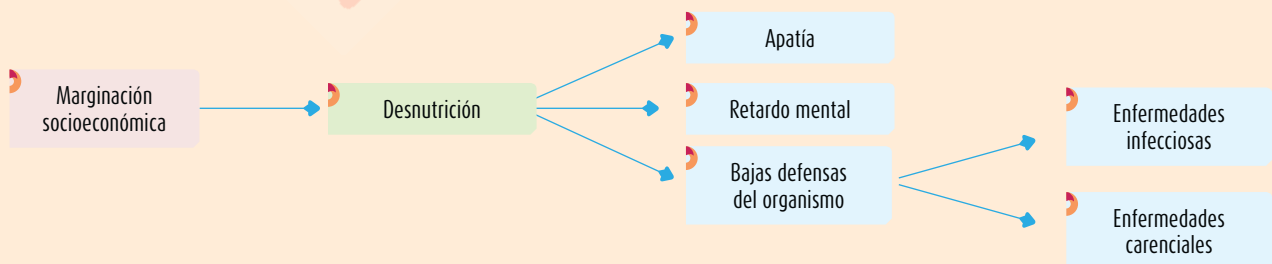 Marginación
socioeconómica
Desnutrición
Apatía
Retardo mental
Bajas defensas
del organismo
Enfermedades
infecciosas
Enfermedades
carenciales